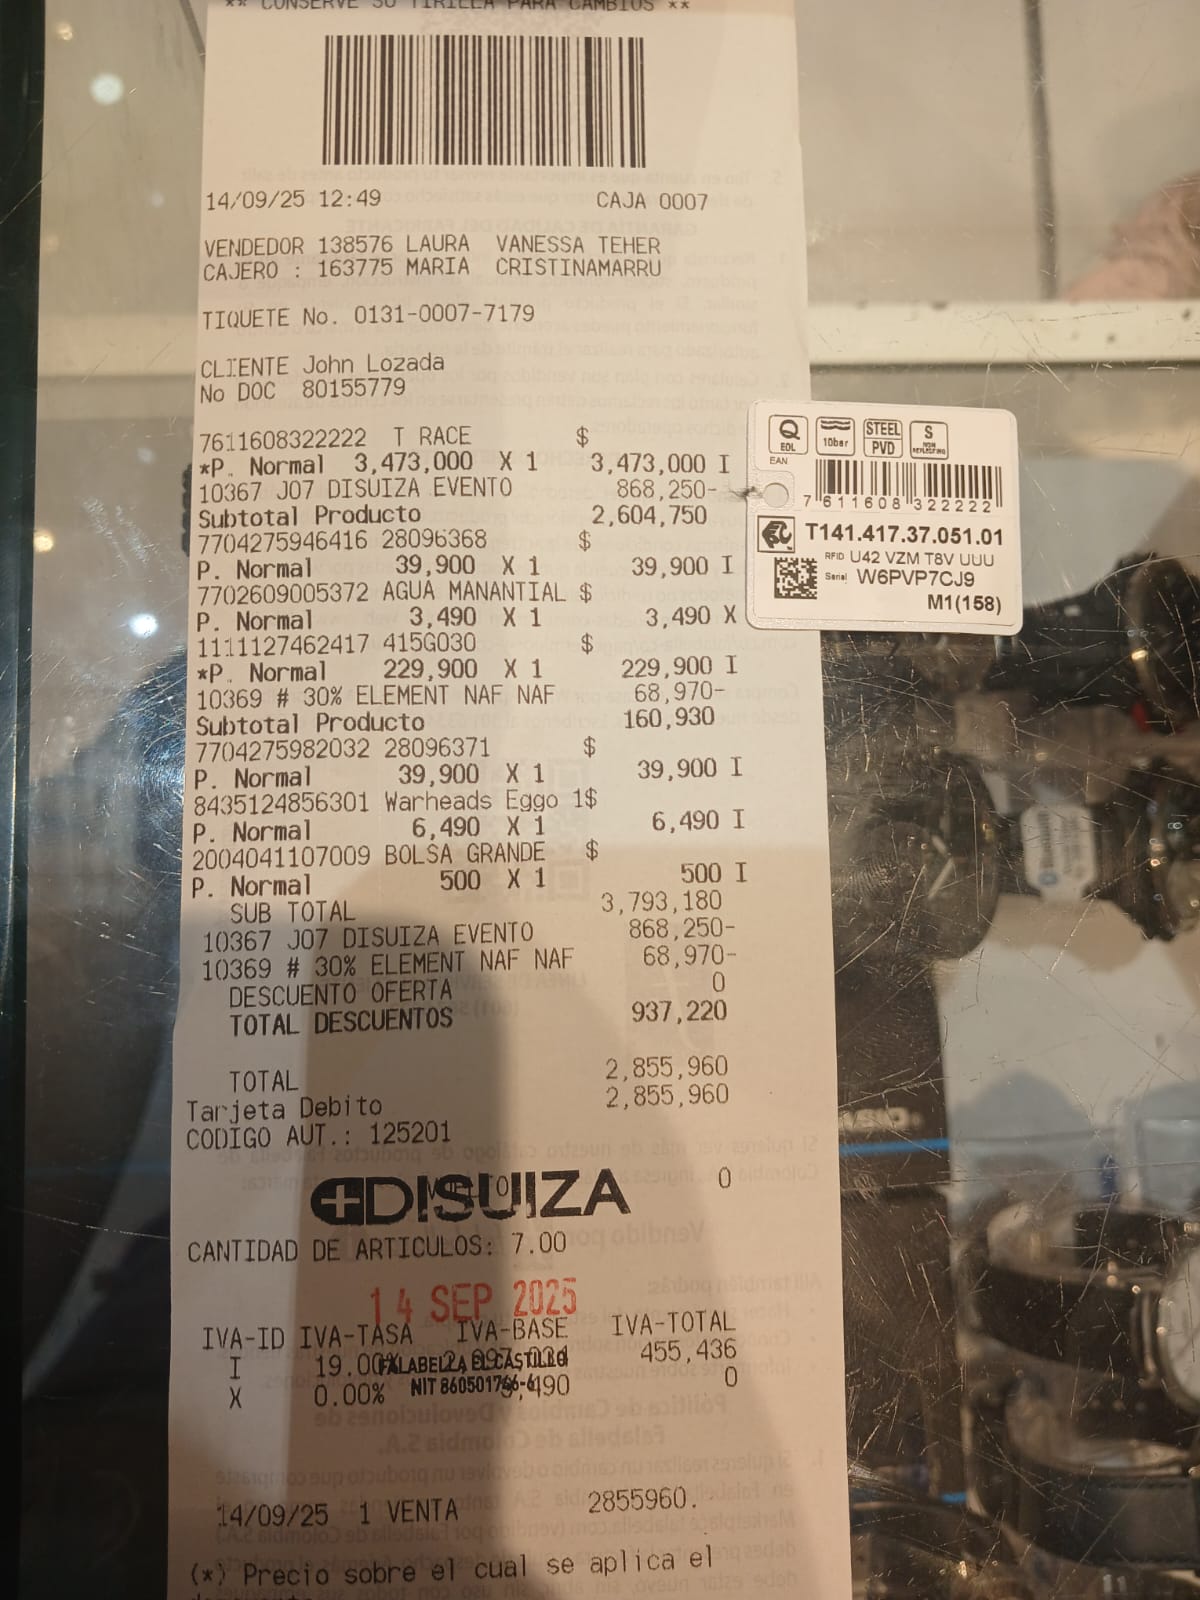 ** CONSERVE SU TIRILLA PARA CAMBIOS **
14/09/25 12:49 CAJA 0007
VENDEDOR 138576 LAURA VANESSA TEHER
CAJERO : 163775 MARIA CRISTINAMARRU
TIQUETE No. 0131-0007-7179
CLIENTE John Lozada
No DOC 80155779
7611608322222 T RACE $
*P. Normal 3,473,000 X 1 3,473,000 I
10367 J07 DISUIZA EVENTO 868,250-
Subtotal Producto 2,604,750
7704275946416 28096368 $
P. Normal 39,900 X 1 39,900 I
7702609005372 AGUA MANANTIAL $
P. Normal 3,490 X 1 3,490 X
1111127462417 415G030 $
*P. Normal 229,900 X 1 229,900 I
10369 # 30% ELEMENT NAF NAF 68,970-
Subtotal Producto 160,930
7704275982032 28096371 $
P. Normal 39,900 X 1 39,900 I
8435124856301 Warheads Eggo 1$
P. Normal 6,490 X 1 6,490 I
2004041107009 BOLSA GRANDE $
P. Normal 500 X 1 500 I
SUB TOTAL 3,793,180
10367 J07 DISUIZA EVENTO 868,250-
10369 # 30% ELEMENT NAF NAF 68,970-
DESCUENTO OFERTA 0
TOTAL DESCUENTOS 937,220
TOTAL 2,855,960
Tarjeta Debito 2,855,960
CODIGO AUT.: 125201
0
DISUIZA
CANTIDAD DE ARTICULOS: 7.00
14 SEP 2025
IVA-ID IVA-TASA IVA-BASE IVA-TOTAL
I 19.00% 455,436
FALABELLA EL CASTILLO
X 0.00% 3,490 0
NIT 860501766-6
14/09/25 1 VENTA 2855960.
(*) Precio sobre el cual se aplica el
Q
EOL
10bar
STEEL
PVD
S
NON
REFLECTING
EAN
7 611608 322222
T141.417.37.051.01
RFID U42 VZM T8V UUU
Serial W6PVP7CJ9
M1(158)